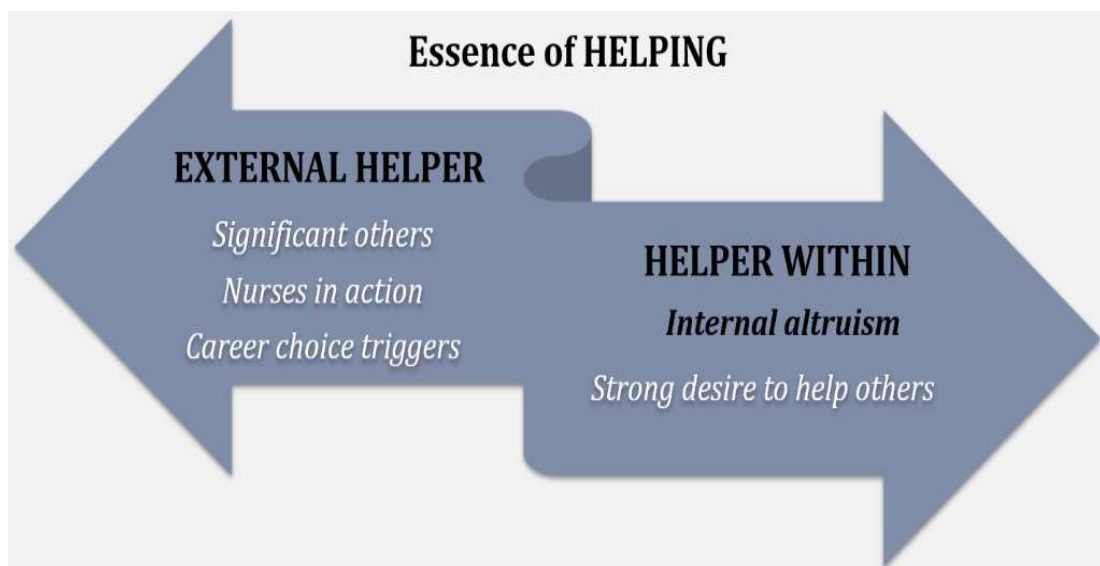 Essence of HELPING
EXTERNAL HELPER
Significant others
Nurses in action
Career choice triggers
HELPER WITHIN
Internal altruism
Strong desire to help others